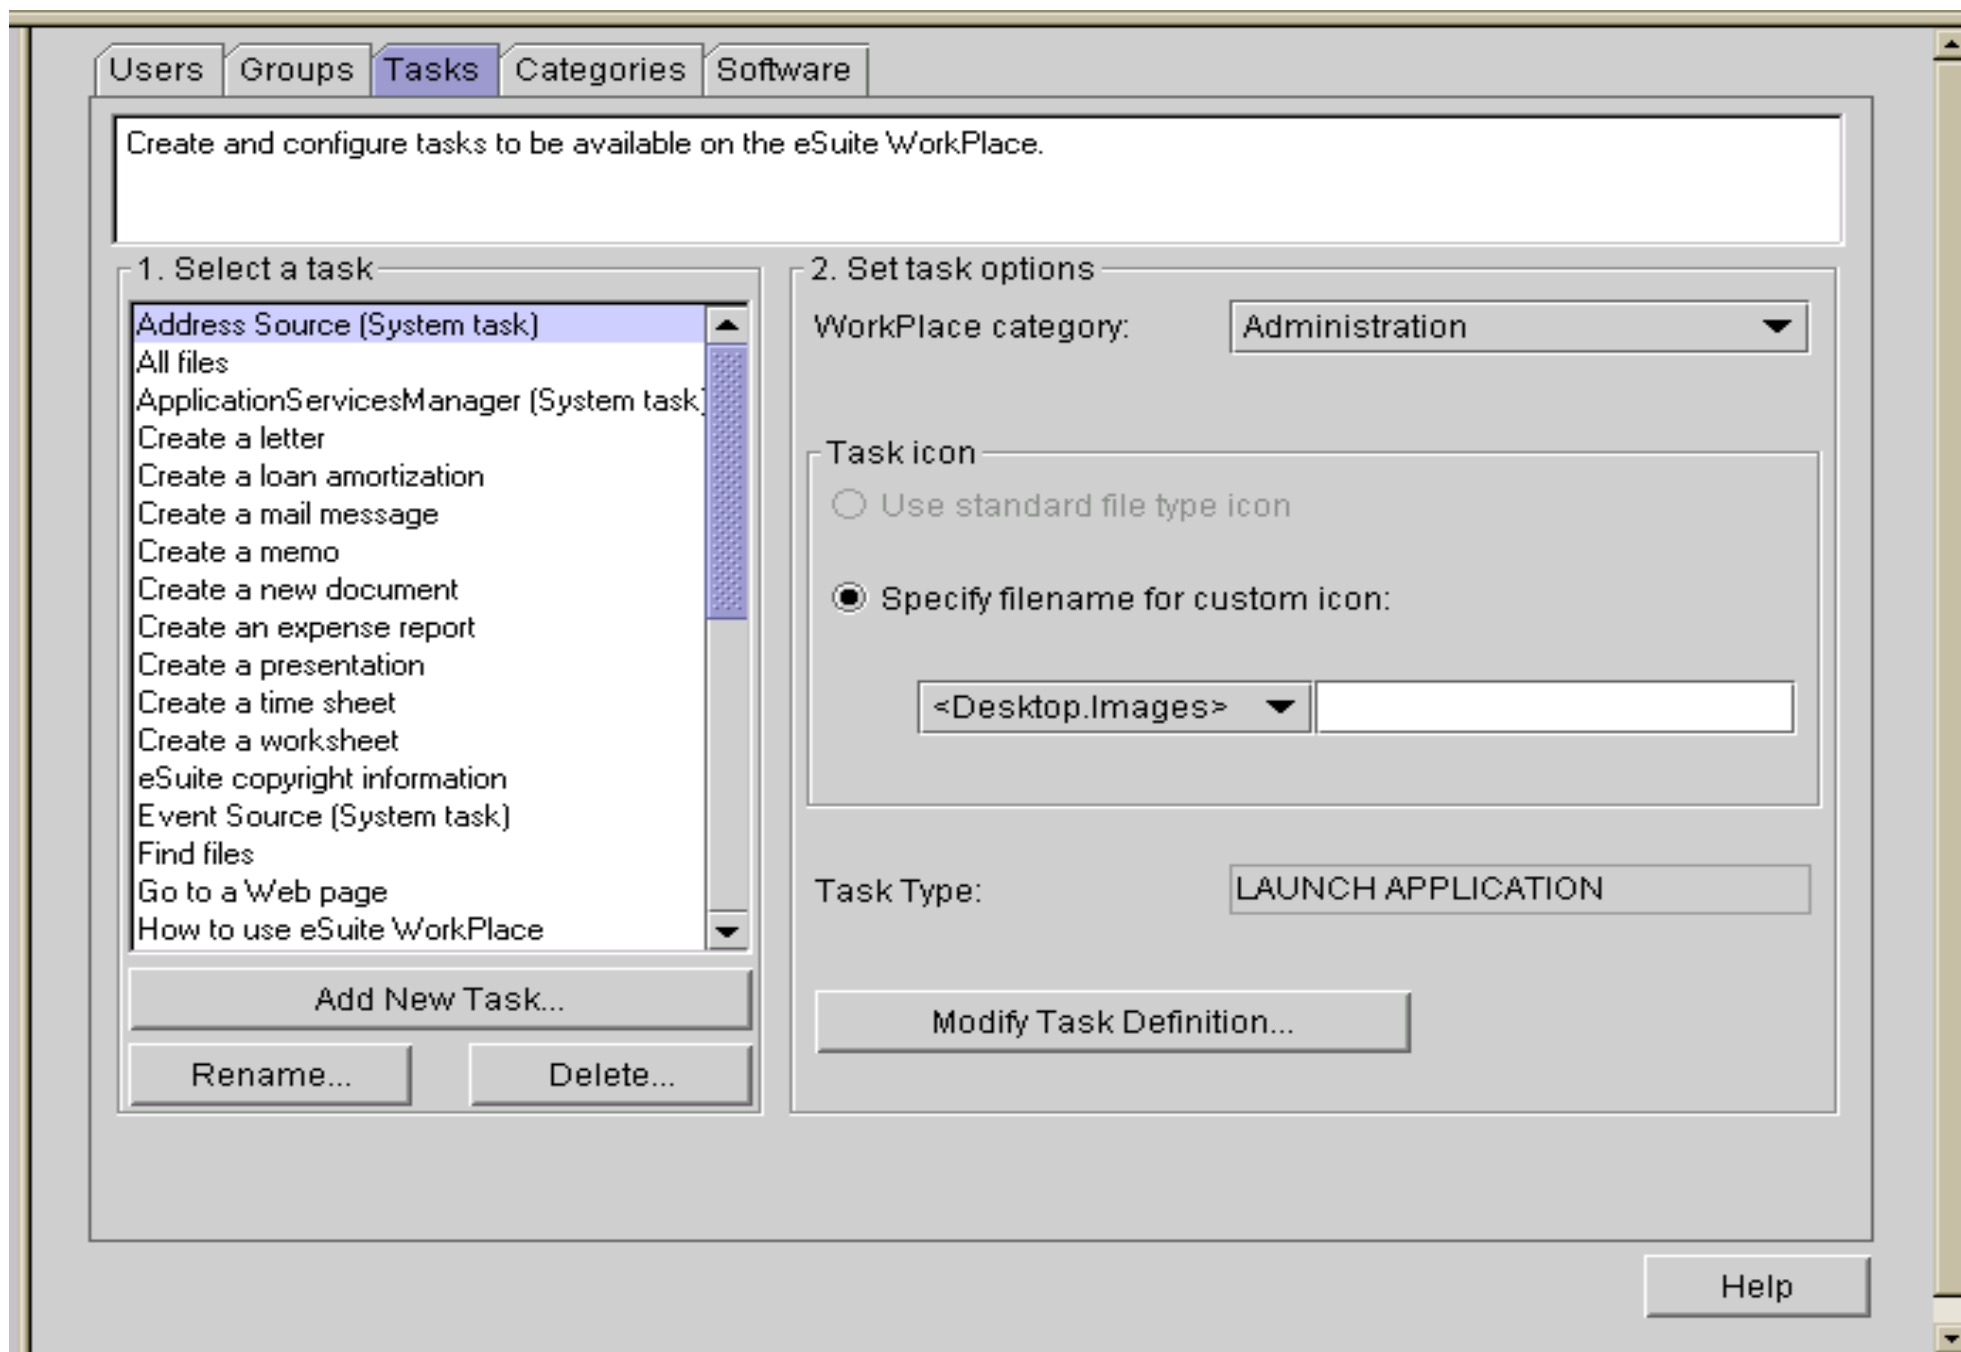 Users Groups Tasks Categories Software
Create and configure tasks to be available on the eSuite WorkPlace.
1. Select a task
Address Source (System task)
All files
ApplicationServicesManager (System task)
Create a letter
Create a loan amortization
Create a mail message
Create a memo
Create a new document
Create an expense report
Create a presentation
Create a time sheet
Create a worksheet
eSuite copyright information
Event Source (System task)
Find files
Go to a Web page
How to use eSuite WorkPlace
Add New Task...
Rename... Delete...
2. Set task options
WorkPlace category: Administration
Task icon
Use standard file type icon
Specify filename for custom icon:
<Desktop.Images>
Task Type: LAUNCH APPLICATION
Modify Task Definition...
Help